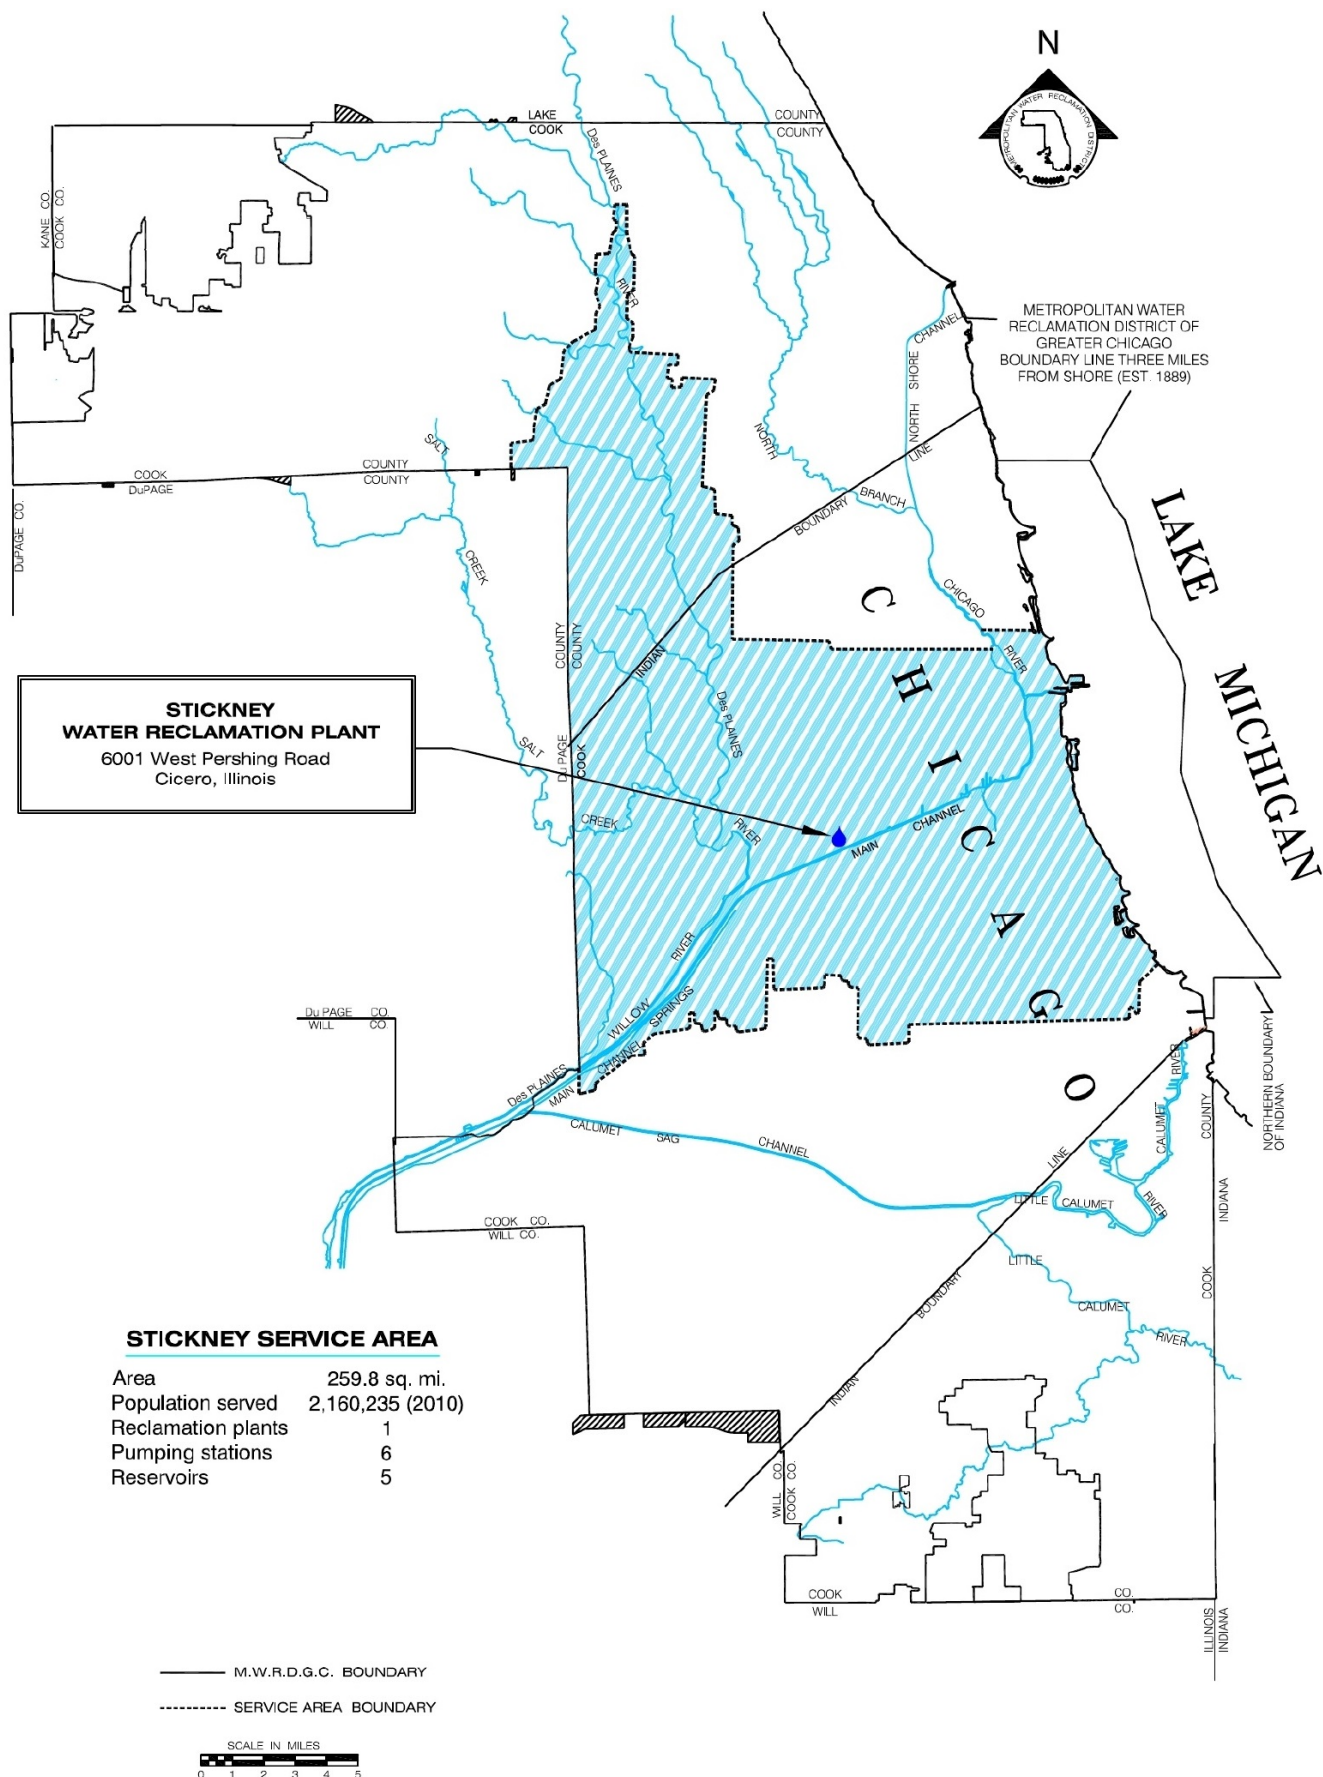 N
METROPOLITAN WATER RECLAMATION DISTRICT
LAKE
COOK
COUNTY
COUNTY
Des PLAINES
KANE CO.
COOK CO.
RIVER
CHANNEL
NORTH SHORE
METROPOLITAN WATER
RECLAMATION DISTRICT OF
GREATER CHICAGO
BOUNDARY LINE THREE MILES
FROM SHORE (EST. 1889)
SALT
NORTH
LINE
COOK
DuPAGE
COUNTY
COUNTY
BRANCH
BOUNDARY
DuPAGE CO.
CREEK
LAKE
MICHIGAN
CHICAGO
CHICAGO
RIVER
COUNTY
COUNTY
INDIAN
Des PLAINES
STICKNEY
WATER RECLAMATION PLANT
6001 West Pershing Road
Cicero, Illinois
SALT
Du PAGE
COOK
CREEK
RIVER
MAIN
CHANNEL
RIVER
WILLOW
SPRINGS
CHANNEL
Du PAGE CO.
WILL CO.
Des PLAINES
MAIN
CALUMET SAG CHANNEL
RIVER
CALUMET
COUNTY
NORTHERN BOUNDARY
OF INDIANA
LINE
LITTLE
CALUMET
RIVER
INDIANA
COOK CO.
WILL CO.
LITTLE
COOK
BOUNDARY
CALUMET
RIVER
STICKNEY SERVICE AREA
Area 259.8 sq. mi.
Population served 2,160,235 (2010)
Reclamation plants 1
Pumping stations 6
Reservoirs 5
INDIAN
WILL CO.
COOK CO.
COOK
WILL
CO.
CO.
ILLINOIS
INDIANA
M.W.R.D.G.C. BOUNDARY
SERVICE AREA BOUNDARY
SCALE IN MILES
0 1 2 3 4 5